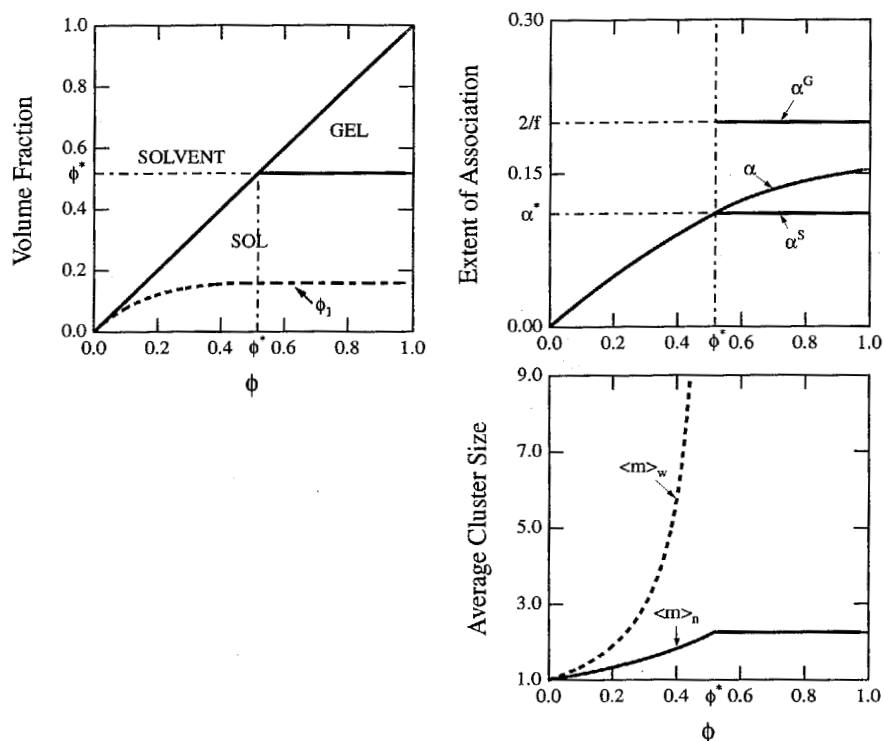 Volume Fraction
1.0
0.8
0.6
ϕ*
0.4
0.2
0.0
SOLVENT
GEL
SOL
ϕ₁
0.0 0.2 0.4 ϕ* 0.6 0.8 1.0
ϕ
Extent of Association
0.30
2/f
0.15
α*
0.00
α^G
α
α^S
0.0 0.2 0.4 ϕ* 0.6 0.8 1.0
Average Cluster Size
9.0
7.0
5.0
3.0
1.0
<m>_w
<m>_n
0.0 0.2 0.4 ϕ* 0.6 0.8 1.0
ϕ